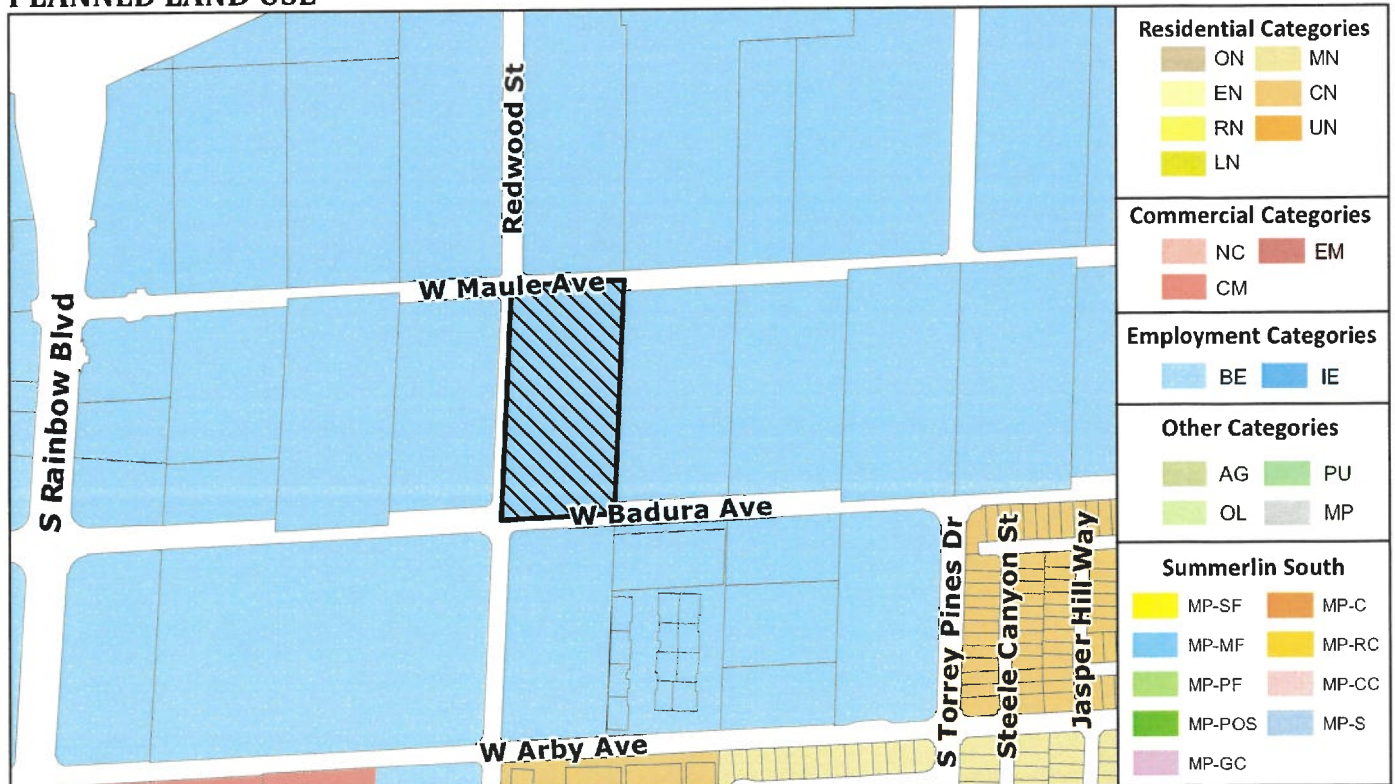 PLANNED LAND USE
Redwood St
W Maule Ave
S Rainbow Blvd
W Badura Ave
S Torrey Pines Dr
Steele Canyon St
Jasper Hill Way
W Arby Ave
Residential Categories
ON MN
EN CN
RN UN
LN
Commercial Categories
NC EM
CM
Employment Categories
BE IE
Other Categories
AG PU
OL MP
Summerlin South
MP-SF MP-C
MP-MF MP-RC
MP-PF MP-CC
MP-POS MP-S
MP-GC